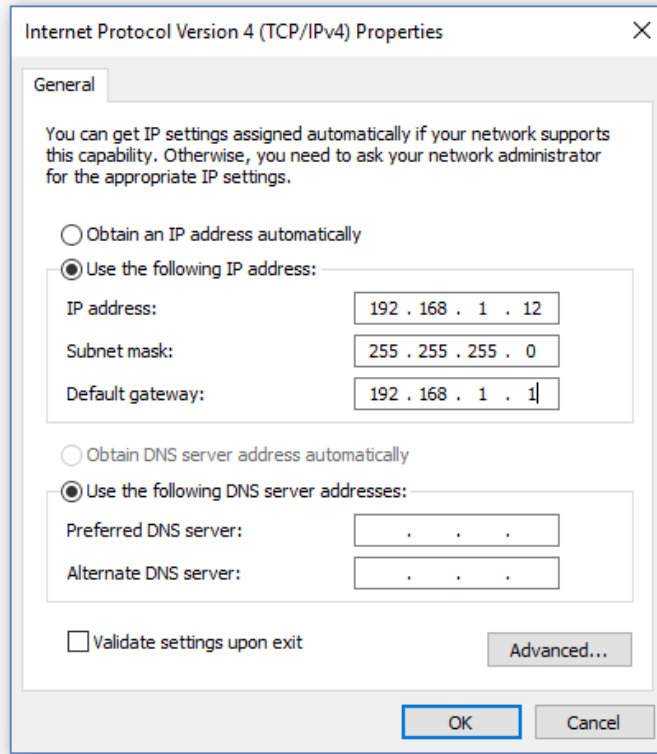 Internet Protocol Version 4 (TCP/IPv4) Properties
General
You can get IP settings assigned automatically if your network supports
this capability. Otherwise, you need to ask your network administrator
for the appropriate IP settings.
Obtain an IP address automatically
Use the following IP address:
IP address: 192 . 168 . 1 . 12
Subnet mask: 255 . 255 . 255 . 0
Default gateway: 192 . 168 . 1 . 1
Obtain DNS server address automatically
Use the following DNS server addresses:
Preferred DNS server: . . .
Alternate DNS server: . . .
Validate settings upon exit
Advanced...
OK Cancel